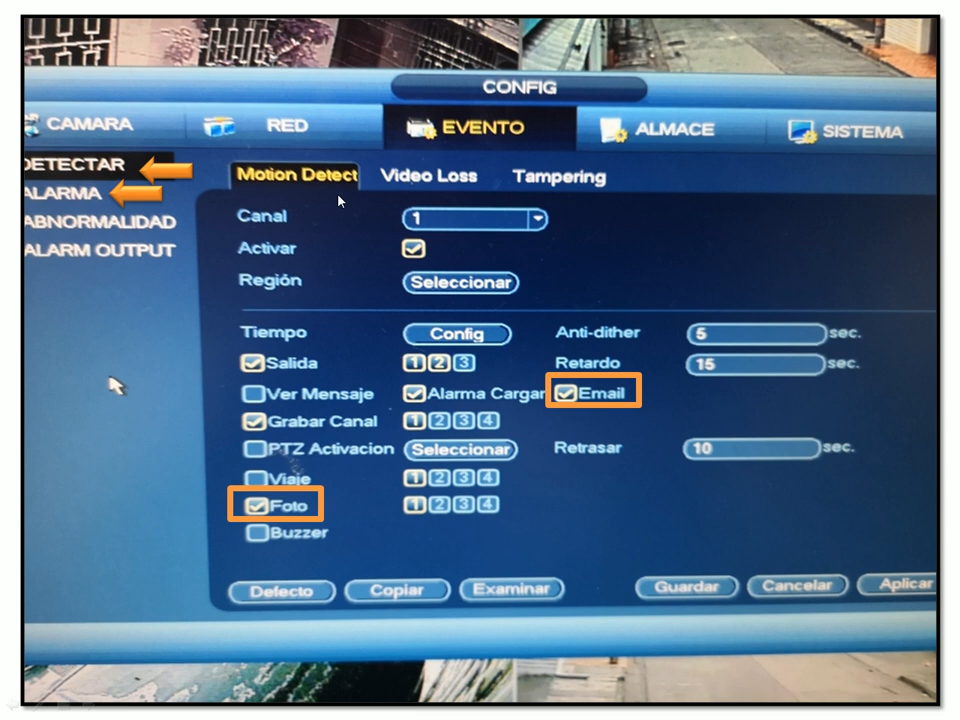 CONFIG
CAMARA RED EVENTO ALMACE SISTEMA
DETECTAR
ALARMA
ABNORMALIDAD
ALARM OUTPUT
Motion Detect Video Loss Tampering
Canal 1
Activar
Región Seleccionar
Tiempo Config Anti-dither 5 sec.
Salida 1 2 3 Retardo 15 sec.
Ver Mensaje Alarma Cargar Email
Grabar Canal 1 2 3 4
PTZ Activacion Seleccionar Retrasar 10 sec.
Viaje 1 2 3 4
Foto 1 2 3 4
Buzzer
Defecto Copiar Examinar Guardar Cancelar Aplicar